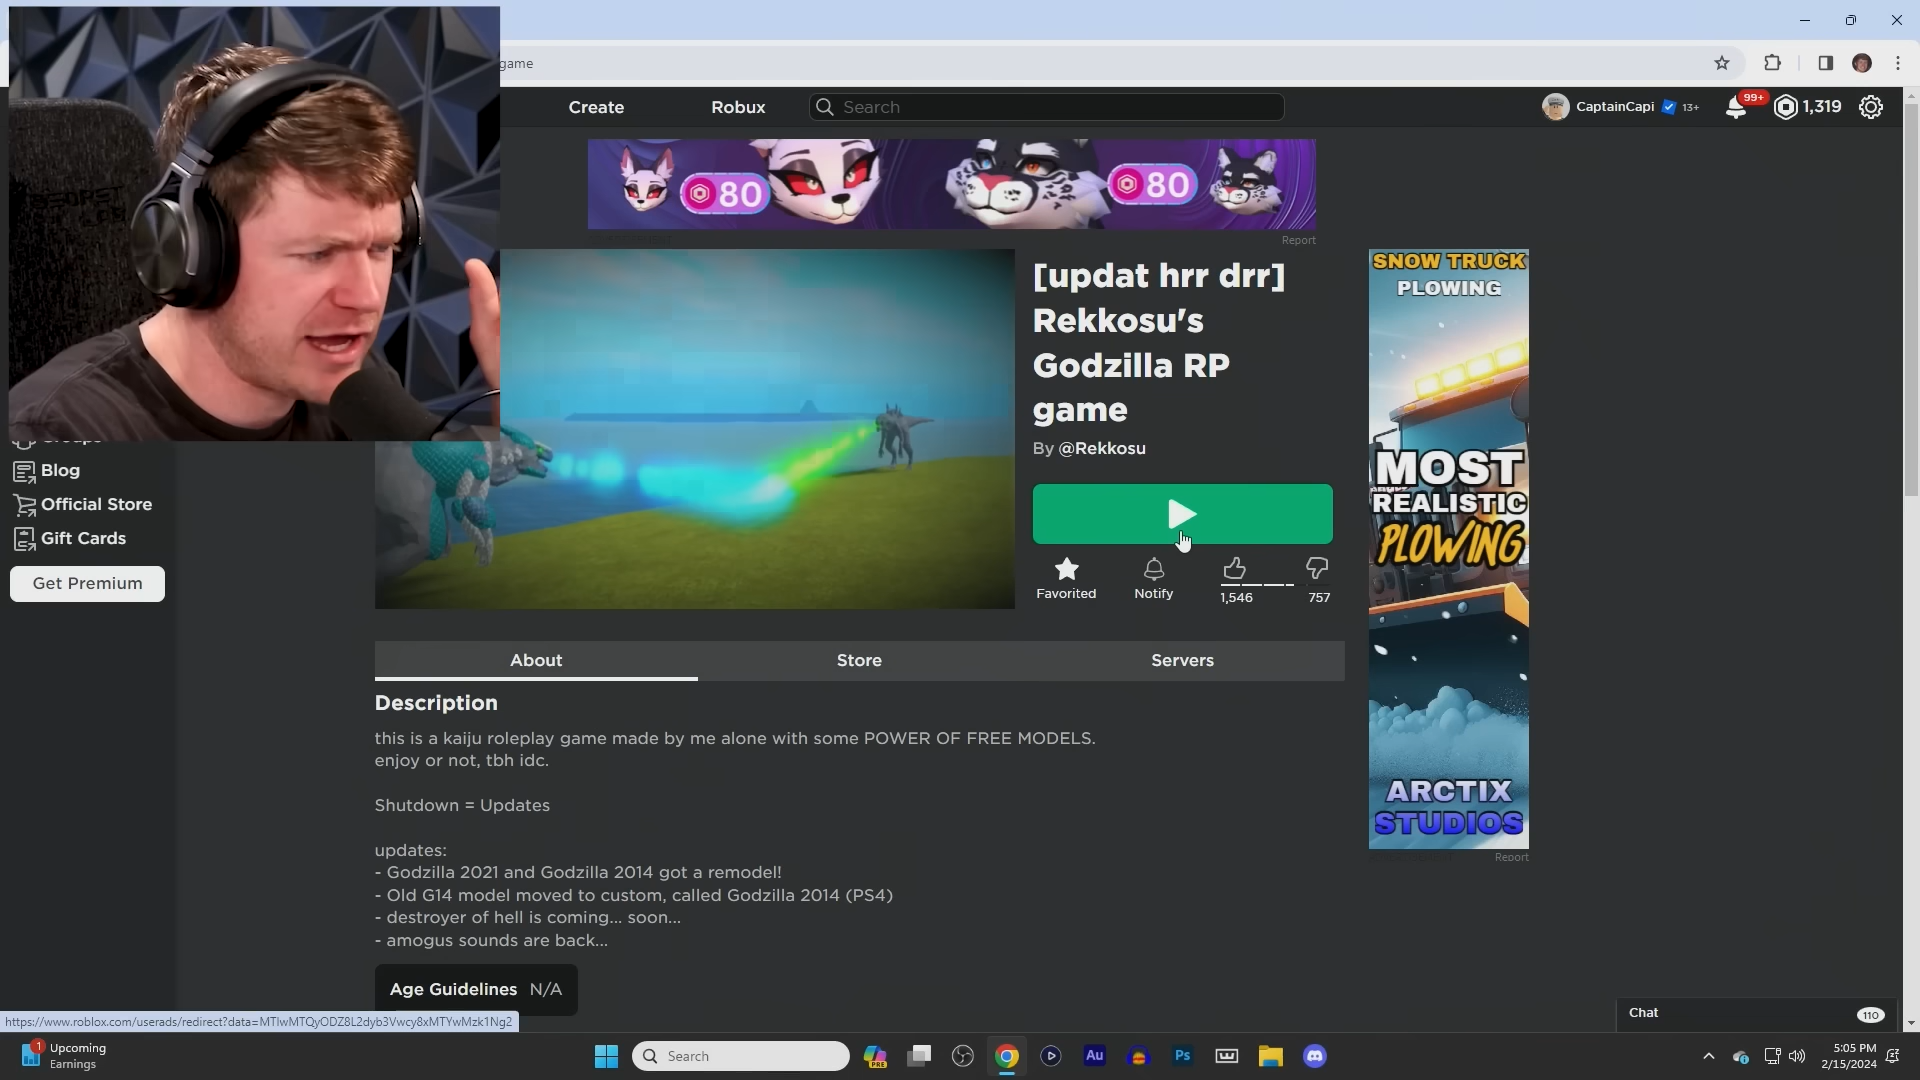 game
Create
Robux
Search
CaptainCapi
13+
99+
1,319
80
80
Report
[updat hrr drr]
Rekkosu's
Godzilla RP
game
By @Rekkosu
Favorited
Notify
1,546
757
SNOW TRUCK
PLOWING
MOST
REALISTIC
PLOWING
ARCTIX
STUDIOS
Report
Groups
Blog
Official Store
Gift Cards
Get Premium
About
Store
Servers
Description
this is a kaiju roleplay game made by me alone with some POWER OF FREE MODELS.
enjoy or not, tbh idc.
Shutdown = Updates
updates:
- Godzilla 2021 and Godzilla 2014 got a remodel!
- Old G14 model moved to custom, called Godzilla 2014 (PS4)
- destroyer of hell is coming... soon...
- amogus sounds are back...
Age Guidelines N/A
Chat
110
https://www.roblox.com/userads/redirect?data=MTIwMTQyODZ8L2dyb3Vwcy8xMTYwMzk1Ng2
1
Upcoming
Earnings
Search
PRE
Au
Ps
5:05 PM
2/15/2024